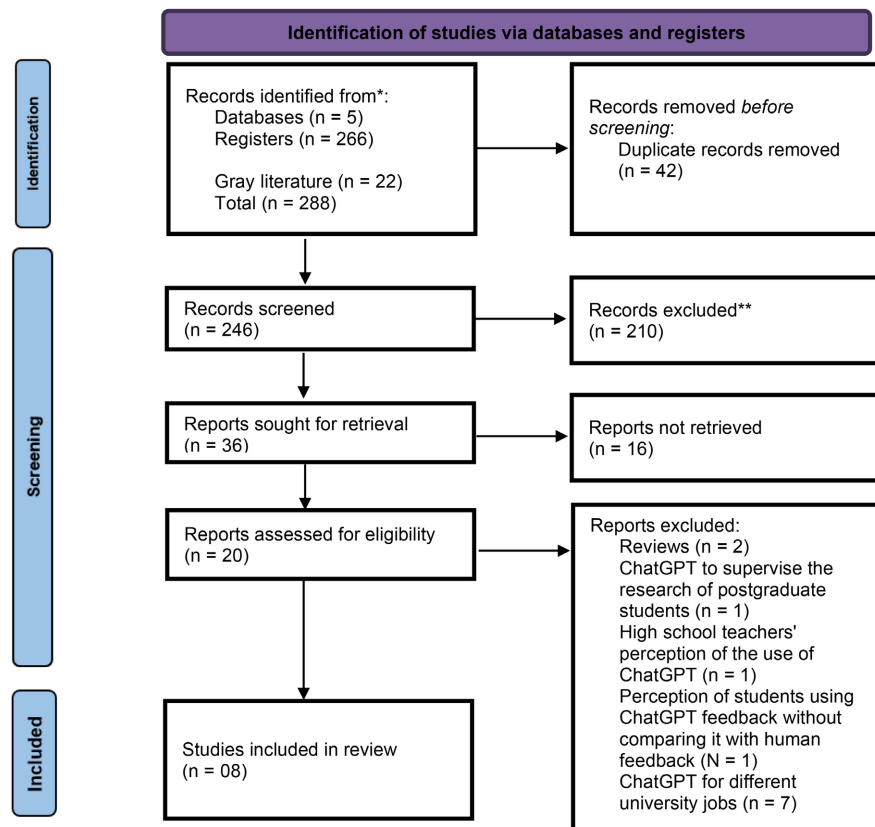 Identification of studies via databases and registers
Identification
Records identified from*:
Databases (n = 5)
Registers (n = 266)
Gray literature (n = 22)
Total (n = 288)
Records removed before
screening:
Duplicate records removed
(n = 42)
Screening
Records screened
(n = 246)
Records excluded**
(n = 210)
Reports sought for retrieval
(n = 36)
Reports not retrieved
(n = 16)
Reports assessed for eligibility
(n = 20)
Reports excluded:
Reviews (n = 2)
ChatGPT to supervise the
research of postgraduate
students (n = 1)
High school teachers'
perception of the use of
ChatGPT (n = 1)
Perception of students using
ChatGPT feedback without
comparing it with human
feedback (N = 1)
ChatGPT for different
university jobs (n = 7)
Included
Studies included in review
(n = 08)